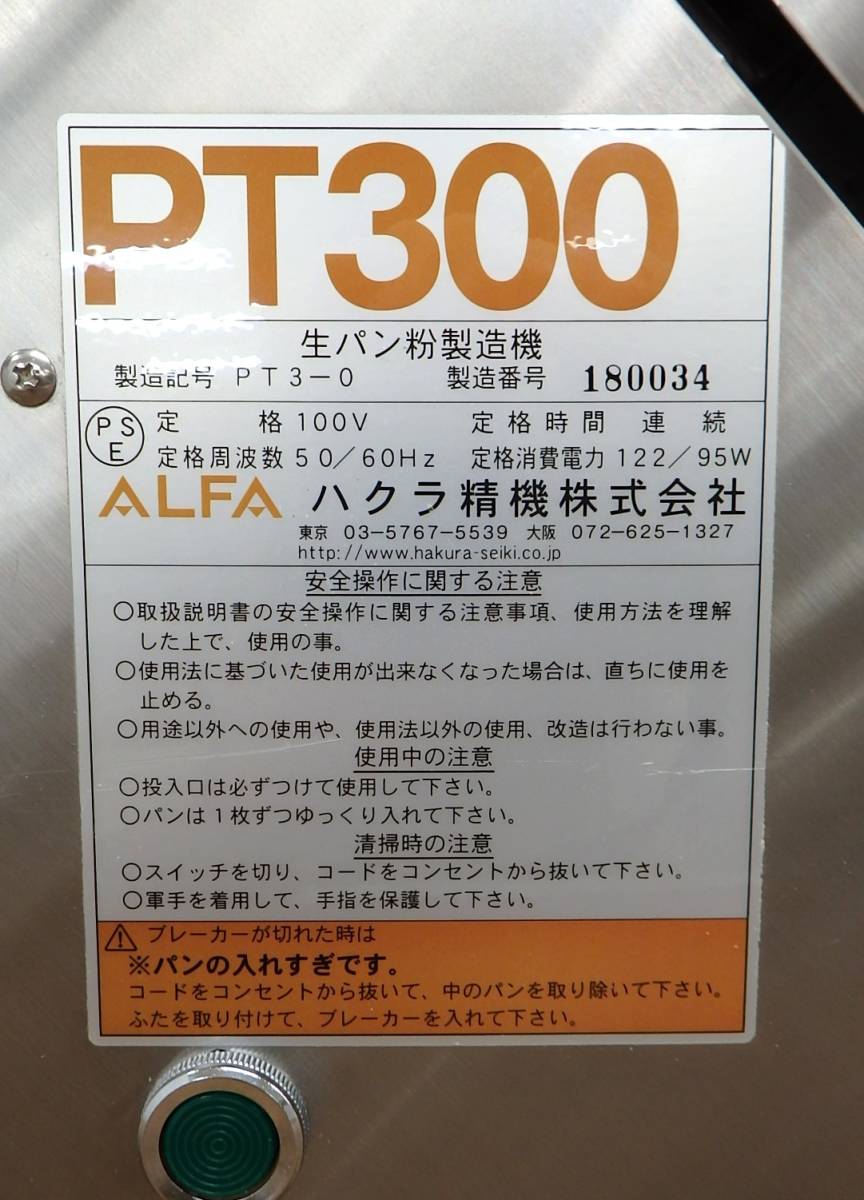 PT300
生パン粉製造機
製造記号 PT3-0 製造番号 180034
PSE 定格 100V 定格時間 連続
定格周波数 50/60Hz 定格消費電力 122/95W
ALFA ハクラ精機株式会社
東京 03-5767-5539 大阪 072-625-1327
http://www.hakura-seiki.co.jp
安全操作に関する注意
○取扱説明書の安全操作に関する注意事項、使用方法を理解
した上で、使用の事。
○使用法に基づいた使用が出来なくなった場合は、直ちに使用を
止める。
○用途以外への使用や、使用法以外の使用、改造は行わない事。
使用中の注意
○投入口は必ずつけて使用して下さい。
○パンは1枚ずつゆっくり入れて下さい。
清掃時の注意
○スイッチを切り、コードをコンセントから抜いて下さい。
○軍手を着用して、手指を保護して下さい。
⚠ ブレーカーが切れた時は
※パンの入れすぎです。
コードをコンセントから抜いて、中のパンを取り除いて下さい。
ふたを取り付けて、ブレーカーを入れて下さい。